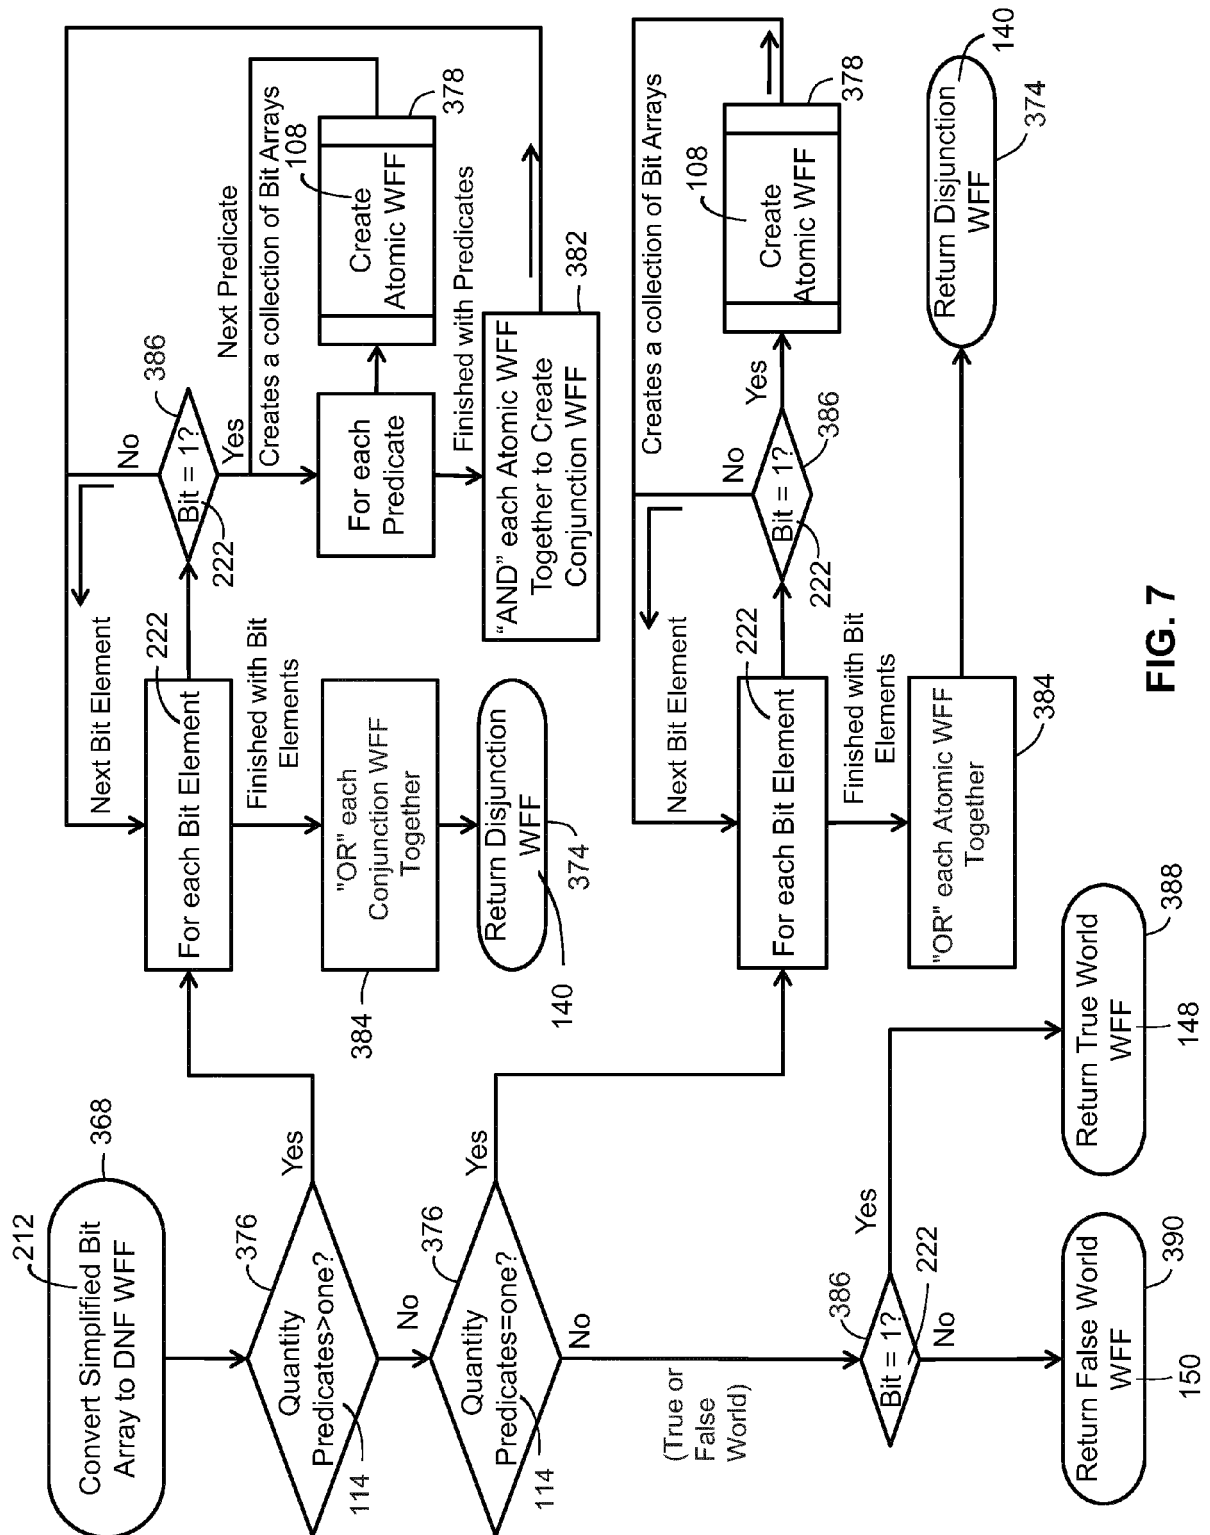 212
Convert Simplified Bit
Array to DNF WFF
368
376
Quantity
Predicates>one?
114
Yes
No
376
Quantity
Predicates=one?
114
Yes
No
(True or
False
World)
386
Bit = 1?
222
Yes
No
Return False World
WFF
390
150
Return True World
WFF
388
148
Next Bit Element
222
For each Bit Element
Finished with Bit
Elements
"OR" each
Conjunction WFF
Together
384
Return Disjunction
WFF
374
140
No
386
Bit = 1?
222
Yes
Next Predicate
Creates a collection of Bit Arrays
For each
Predicate
108
Create
Atomic WFF
378
Finished with Predicates
“AND” each Atomic WFF
Together to Create
Conjunction WFF
382
Creates a collection of Bit Arrays
Next Bit Element
222
For each Bit Element
Finished with Bit
Elements
"OR" each Atomic WFF
Together
384
No
386
Bit = 1?
222
Yes
108
Create
Atomic WFF
378
Return Disjunction
WFF
140
374
FIG. 7